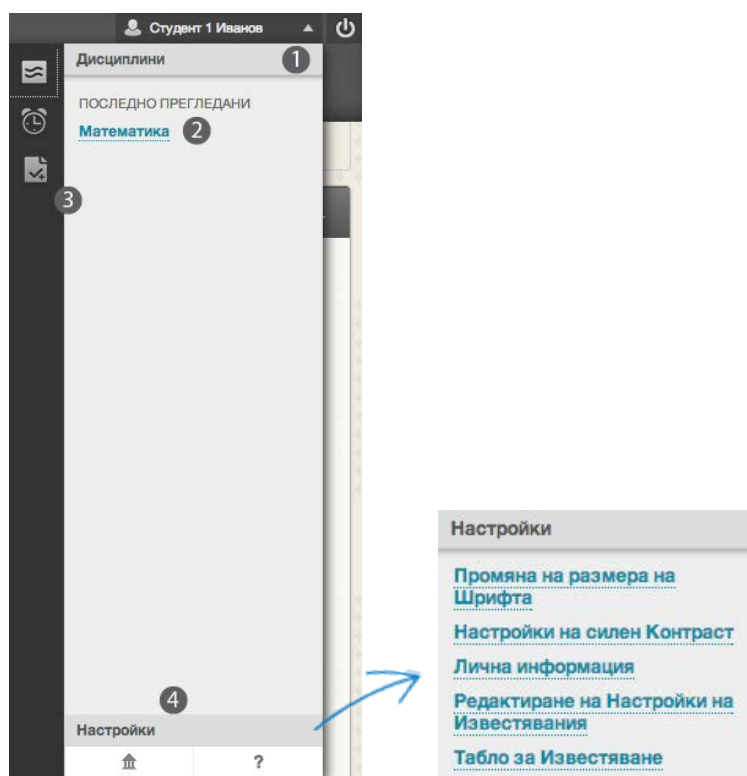 Студент 1 Иванов
Дисциплини 1
ПОСЛЕДНО ПРЕГЛЕДАНИ
Математика 2
3
4
Настройки
?
Настройки
Промяна на размера на
Шрифта
Настройки на силен Контраст
Лична информация
Редактиране на Настройки на
Известявания
Табло за Известяване